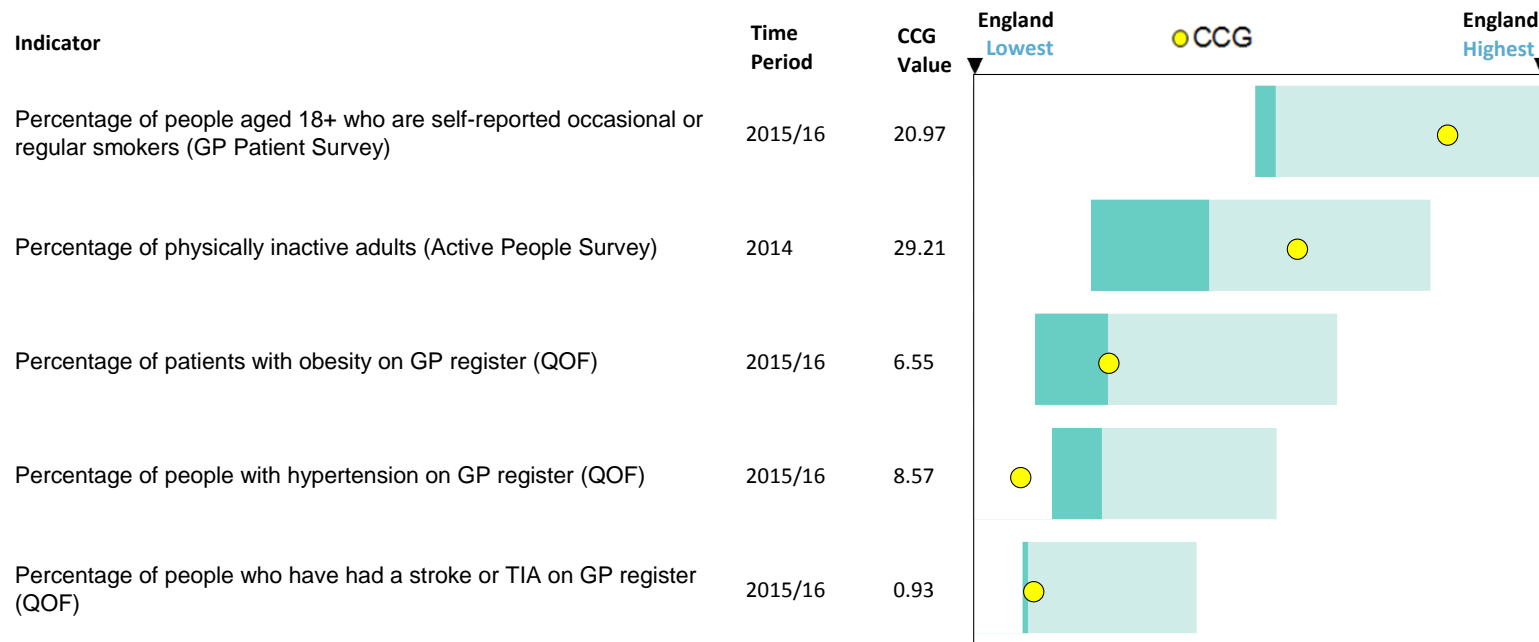 Indicator
Time
Period
CCG
Value
England
Lowest
CCG
England
Highest
Percentage of people aged 18+ who are self-reported occasional or
regular smokers (GP Patient Survey)
2015/16
20.97
Percentage of physically inactive adults (Active People Survey)
2014
29.21
Percentage of patients with obesity on GP register (QOF)
2015/16
6.55
Percentage of people with hypertension on GP register (QOF)
2015/16
8.57
Percentage of people who have had a stroke or TIA on GP register
(QOF)
2015/16
0.93